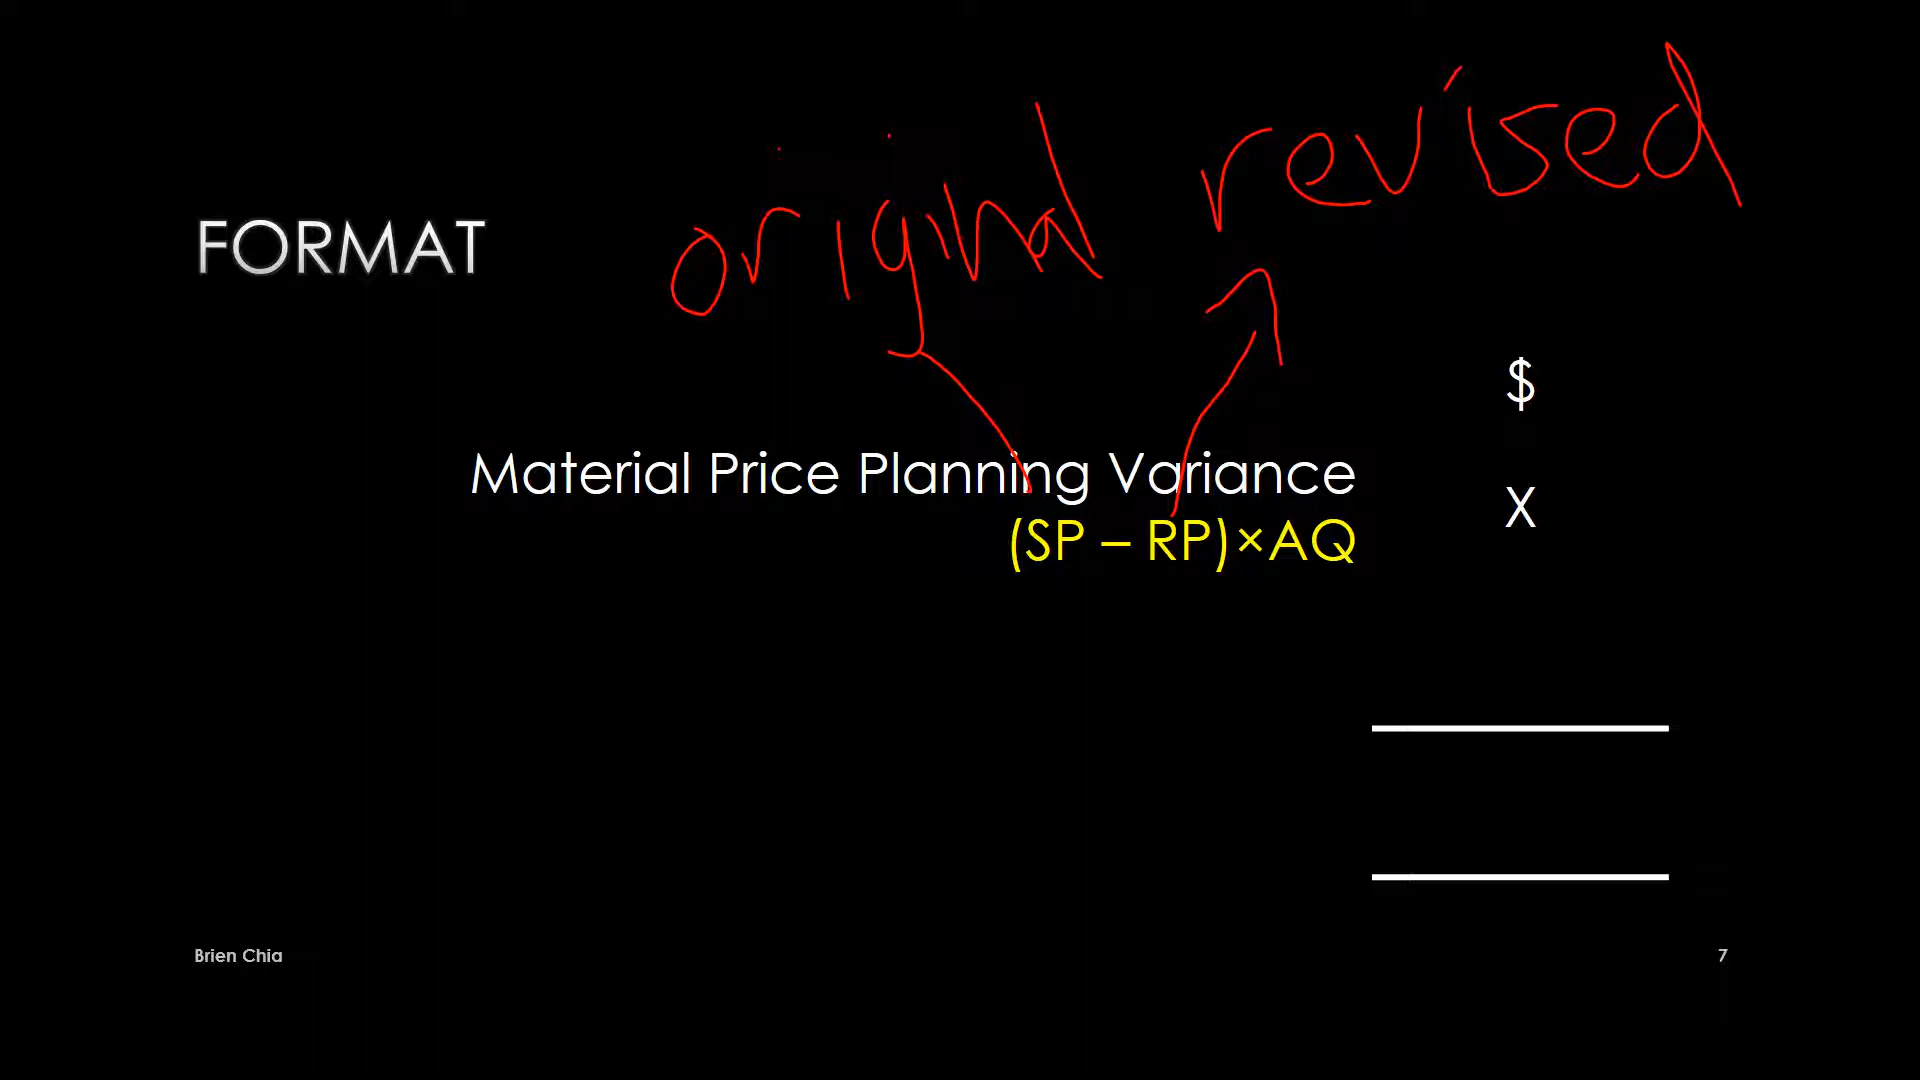 original revised
FORMAT
$
Material Price Planning Variance X
(SP – RP)×AQ
Brien Chia 7